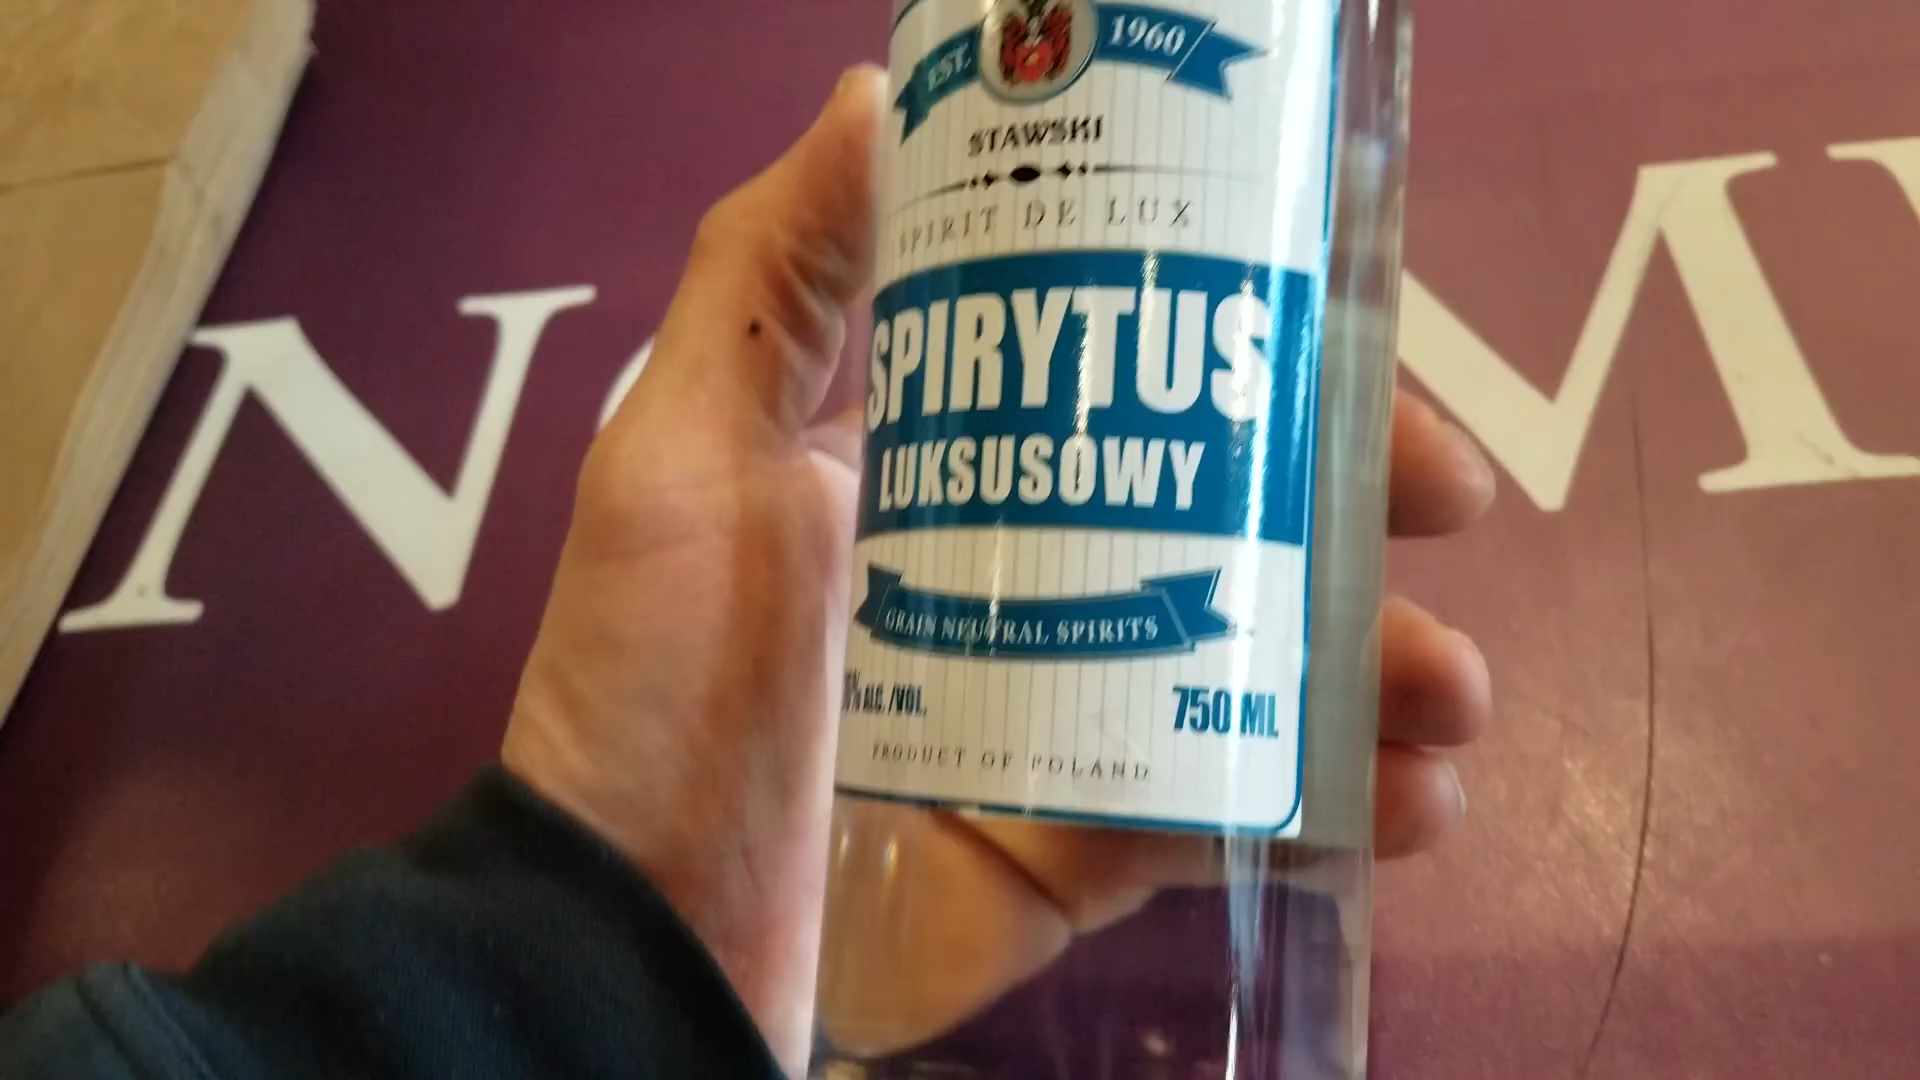 EST. 1960
STAWSKI
SPIRIT DE LUX
SPIRYTUS
LUKSUSOWY
GRAIN NEUTRAL SPIRITS
% ALC. /VOL. 750 ML
PRODUCT OF POLAND
N M